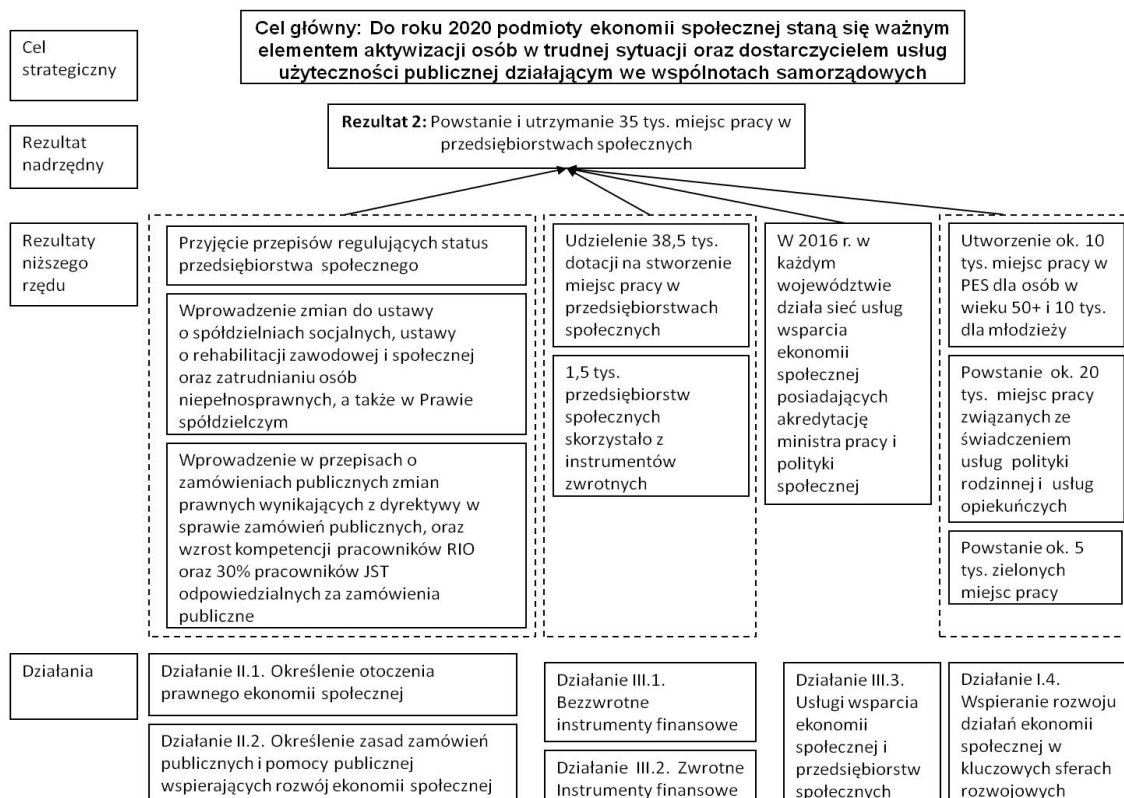 Cel
strategiczny
Cel główny: Do roku 2020 podmioty ekonomii społecznej staną się ważnym
elementem aktywizacji osób w trudnej sytuacji oraz dostarczycielem usług
użyteczności publicznej działającym we wspólnotach samorządowych
Rezultat
nadrzędny
Rezultat 2: Powstanie i utrzymanie 35 tys. miejsc pracy w
przedsiębiorstwach społecznych
Rezultaty
niższego
rzędu
Przyjęcie przepisów regulujących status
przedsiębiorstwa społecznego
Wprowadzenie zmian do ustawy
o spółdzielniach socjalnych, ustawy
o rehabilitacji zawodowej i społecznej
oraz zatrudnianiu osób
niepełnosprawnych, a także w Prawie
spółdzielczym
Wprowadzenie w przepisach o
zamówieniach publicznych zmian
prawnych wynikających z dyrektywy w
sprawie zamówień publicznych, oraz
wzrost kompetencji pracowników RIO
oraz 30% pracowników JST
odpowiedzialnych za zamówienia
publiczne
Udzielenie 38,5 tys.
dotacji na stworzenie
miejsc pracy w
przedsiębiorstwach
społecznych
1,5 tys.
przedsiębiorstw
społecznych
skorzystało z
instrumentów
zwrotnych
W 2016 r. w
każdym
województwie
działa sieć usług
wsparcia
ekonomii
społecznej
posiadających
akredytację
ministra pracy i
polityki
społecznej
Utworzenie ok. 10
tys. miejsc pracy w
PES dla osób w
wieku 50+ i 10 tys.
dla młodzieży
Powstanie ok. 20
tys. miejsc pracy
związanych ze
świadczeniem
usług polityki
rodzinnej i usług
opiekuńczych
Powstanie ok. 5
tys. zielonych
miejsc pracy
Działania
Działanie II.1. Określenie otoczenia
prawnego ekonomii społecznej
Działanie II.2. Określenie zasad zamówień
publicznych i pomocy publicznej
wspierających rozwój ekonomii społecznej
Działanie III.1.
Bezzwrotne
instrumenty finansowe
Działanie III.2. Zwrotne
Instrumenty finansowe
Działanie III.3.
Usługi wsparcia
ekonomii
społecznej i
przedsiębiorstw
społecznych
Działanie I.4.
Wspieranie rozwoju
działań ekonomii
społecznej w
kluczowych sferach
rozwojowych